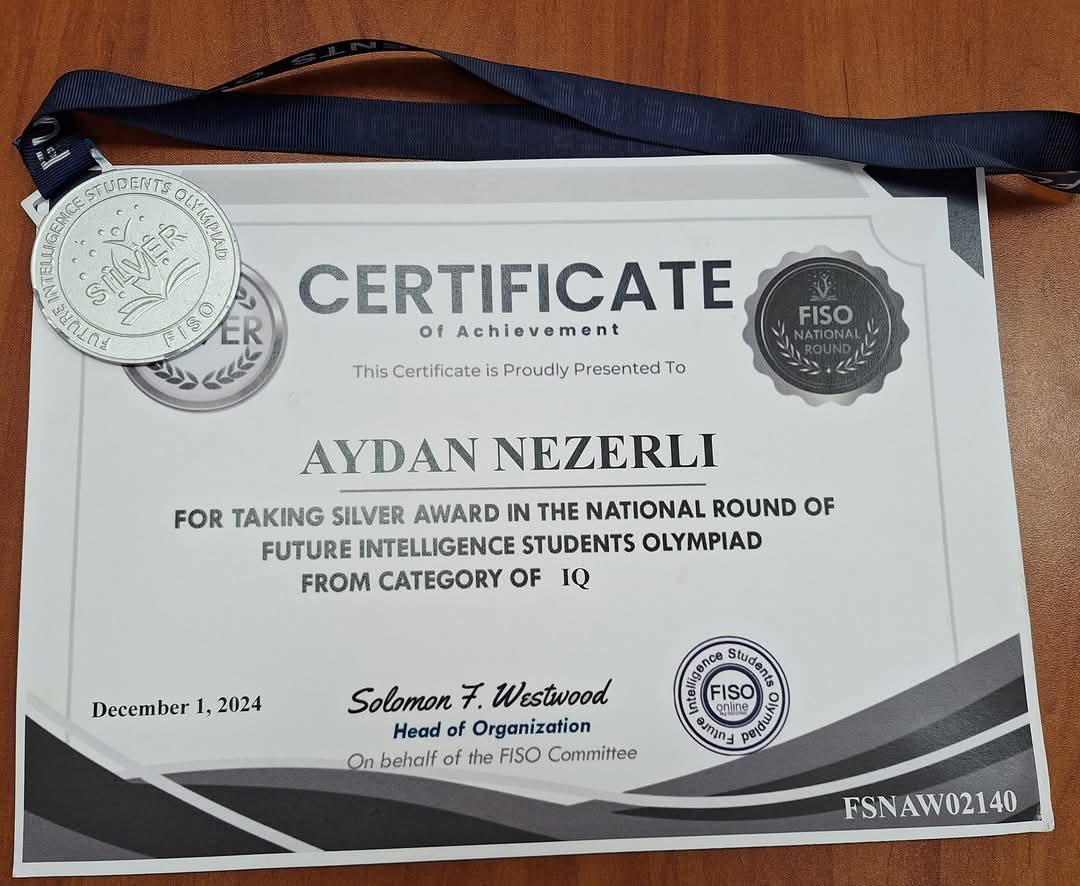 FUTURE INTELLIGENCE STUDENTS OLYMPIAD
SILVER
FISO
ER
CERTIFICATE
Of Achievement
This Certificate is Proudly Presented To
FISO
NATIONAL
ROUND
AYDAN NEZERLI
FOR TAKING SILVER AWARD IN THE NATIONAL ROUND OF
FUTURE INTELLIGENCE STUDENTS OLYMPIAD
FROM CATEGORY OF IQ
December 1, 2024
Solomon F. Westwood
Head of Organization
On behalf of the FISO Committee
Future Intelligence Students Olympiad
FISO
online
FSNAW02140